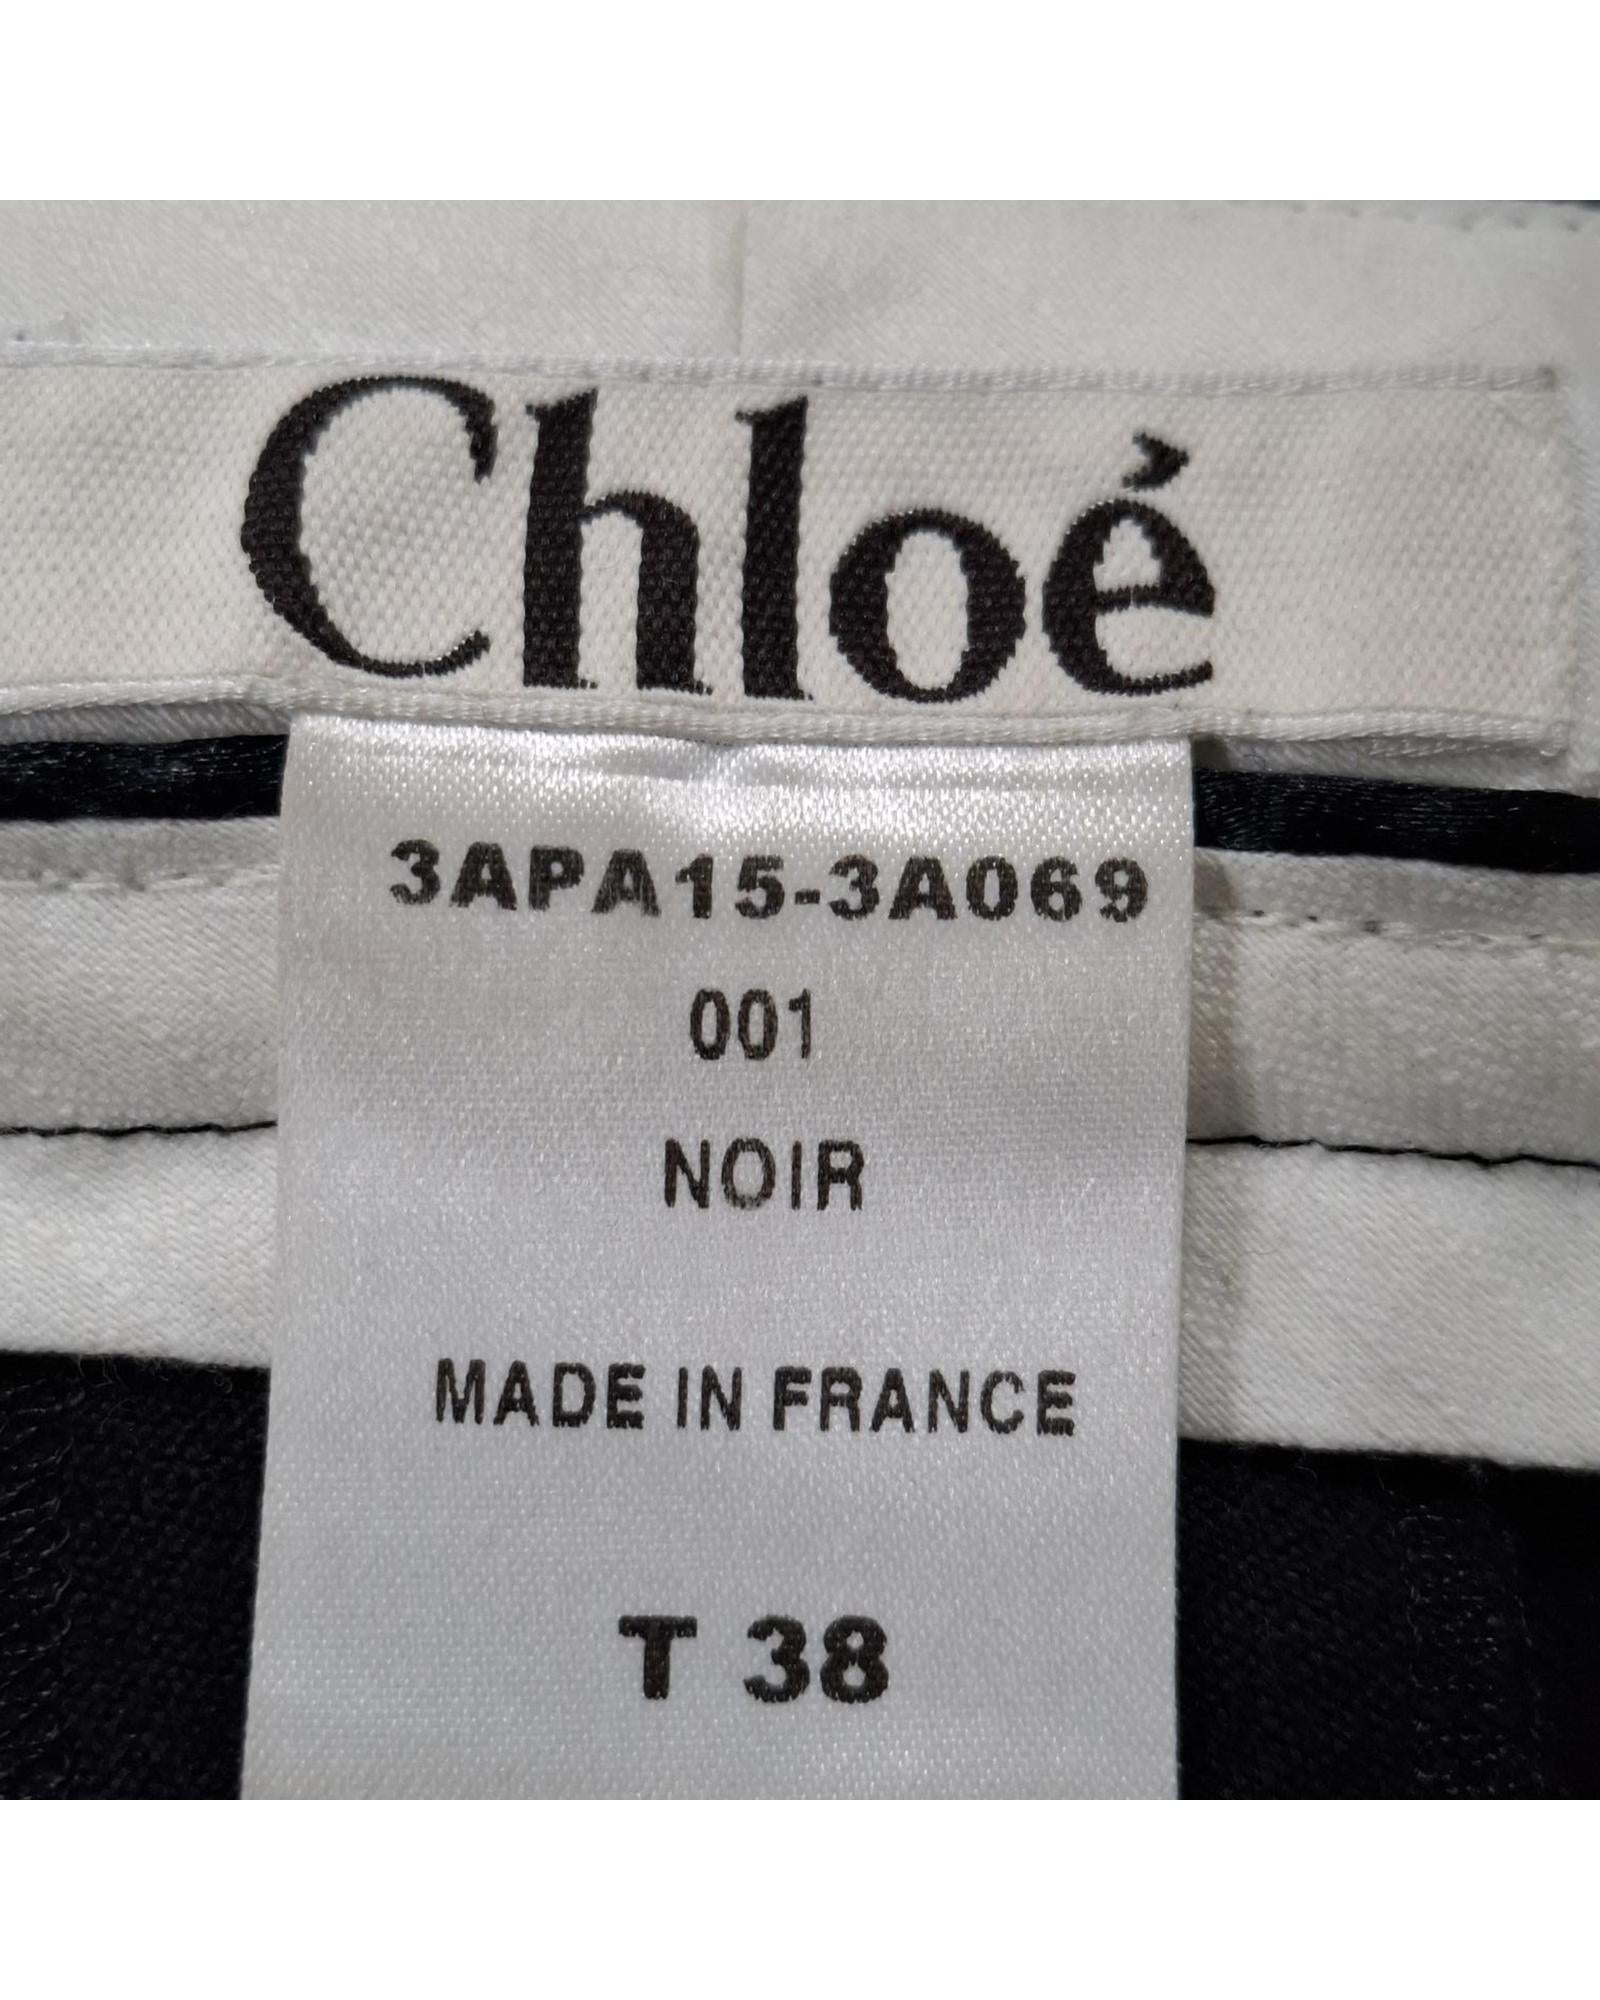 Chloé
3APA15-3A069
001
NOIR
MADE IN FRANCE
T 38